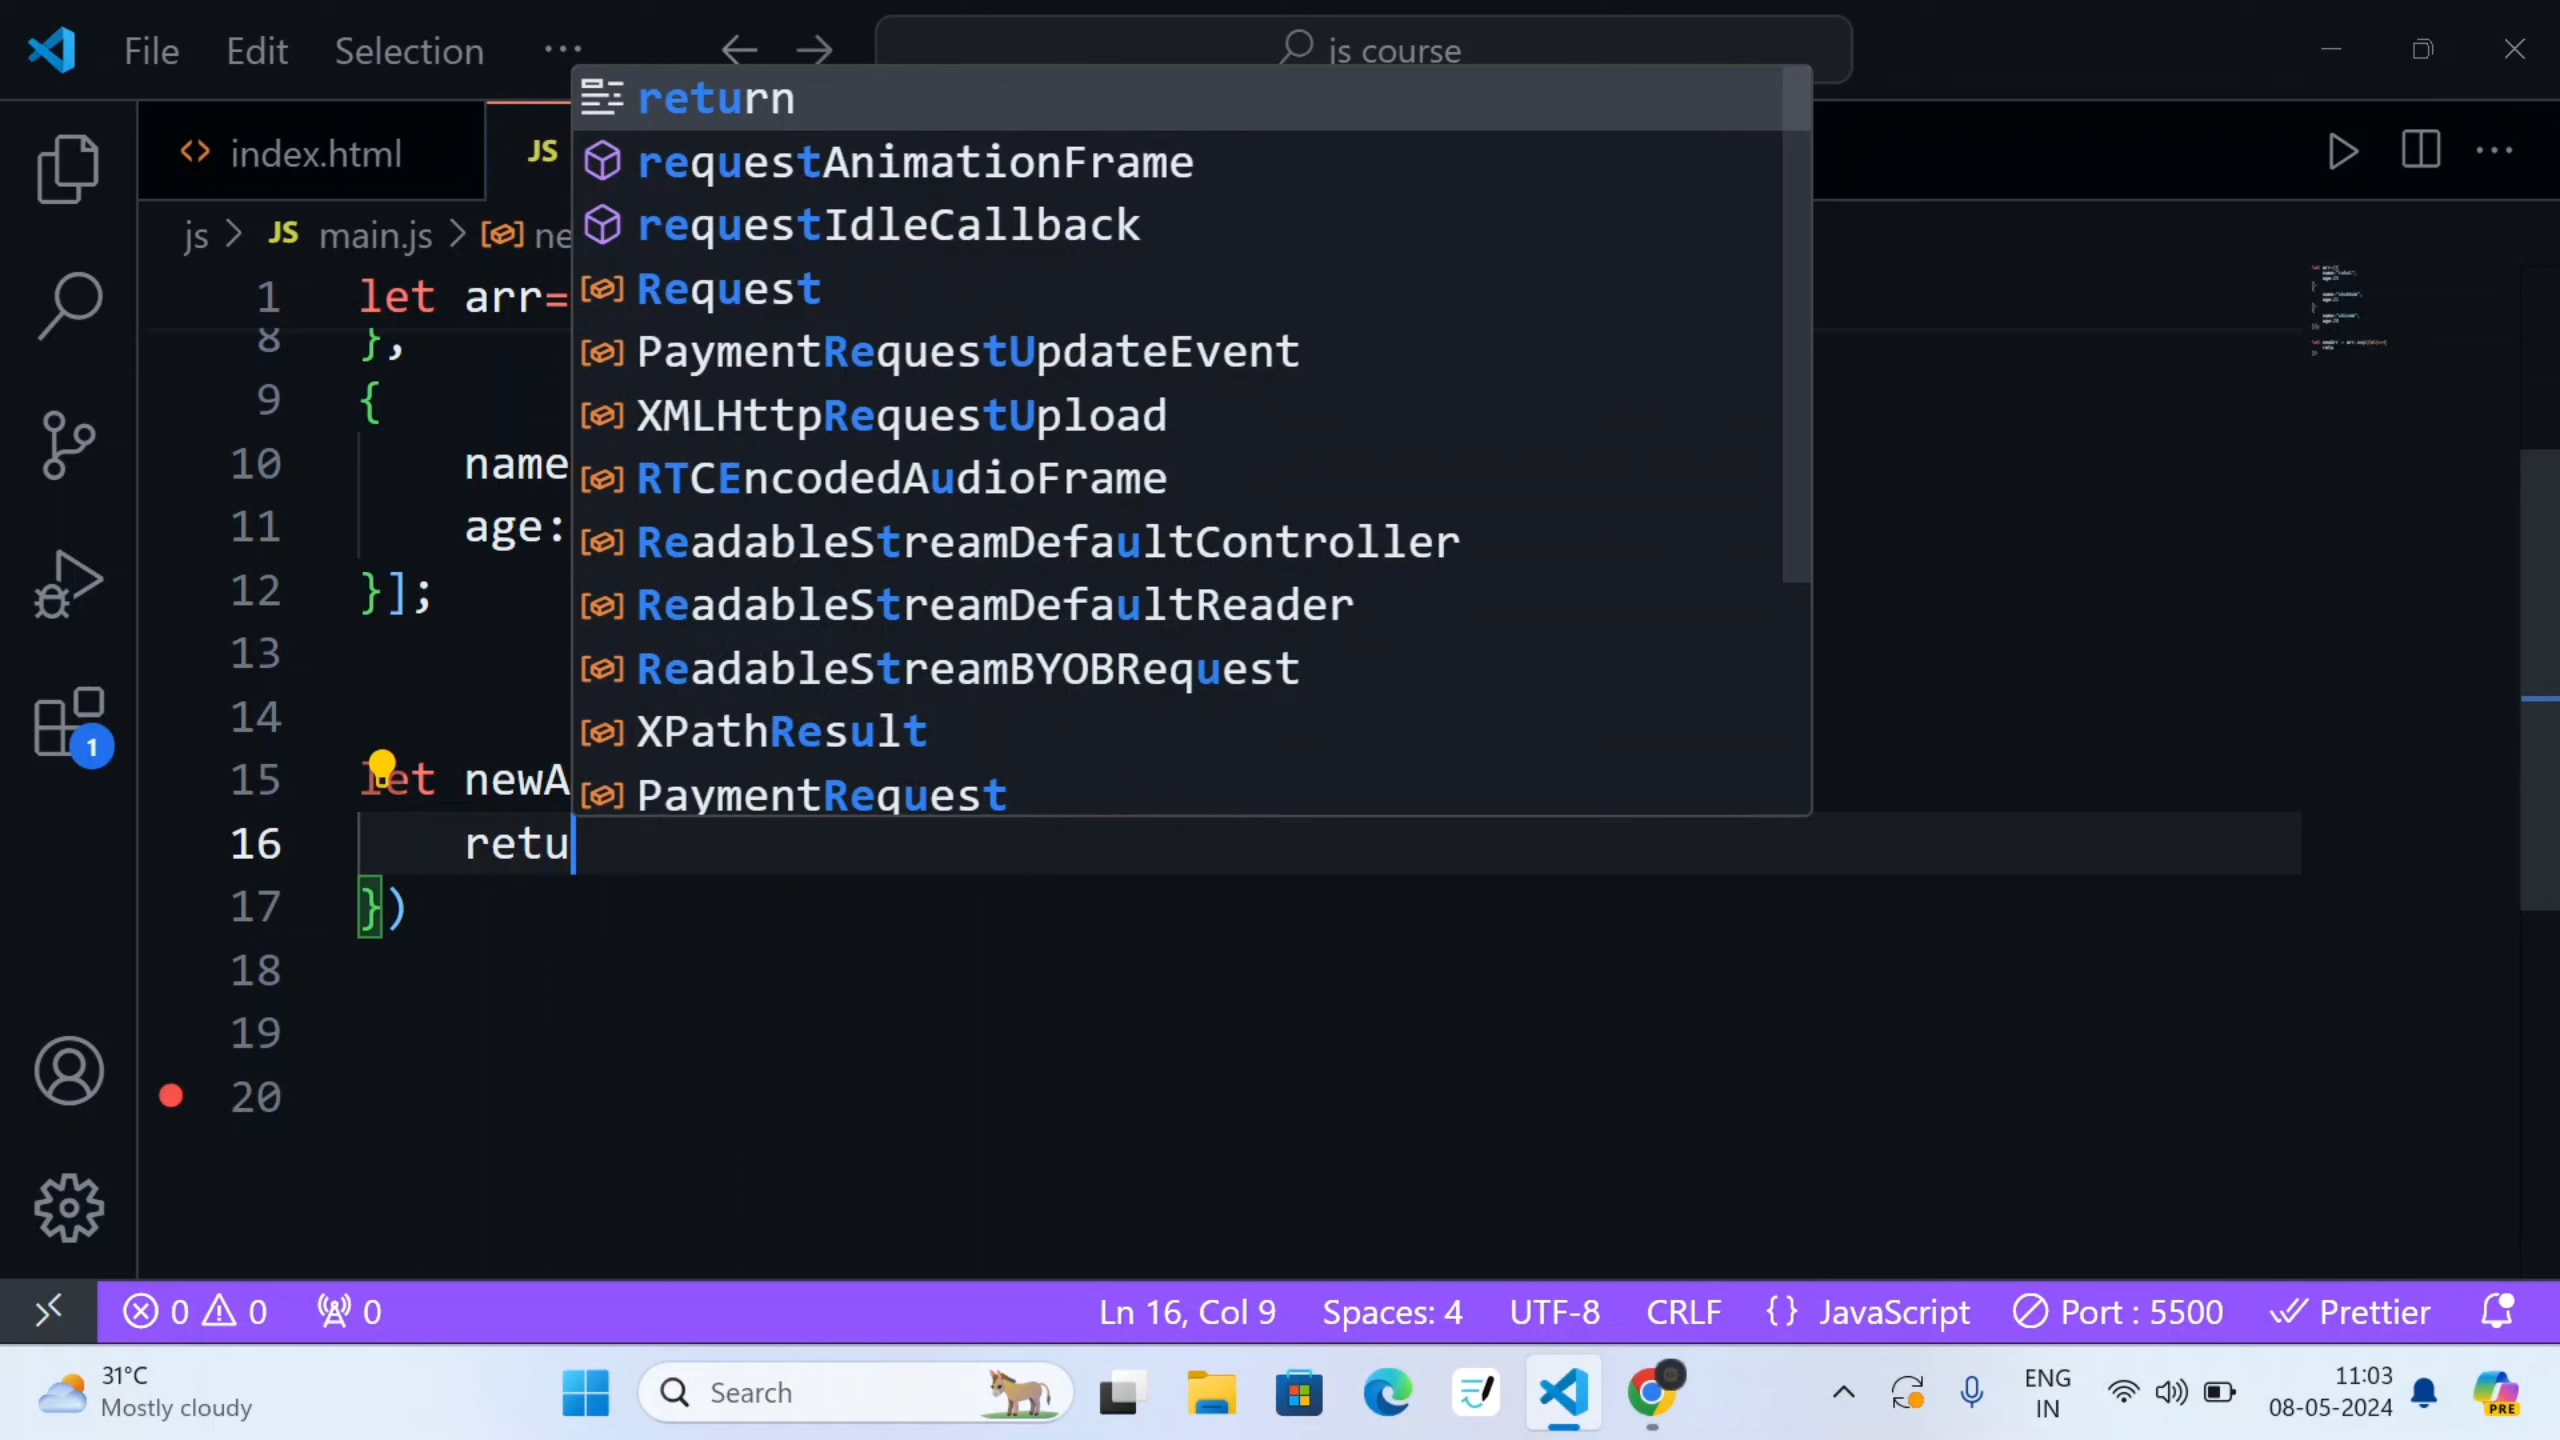 File Edit Selection ··· js course
index.html JS
js > JS main.js > ne
return
requestAnimationFrame
requestIdleCallback
Request
PaymentRequestUpdateEvent
XMLHttpRequestUpload
RTCEncodedAudioFrame
ReadableStreamDefaultController
ReadableStreamDefaultReader
ReadableStreamBYOBRequest
XPathResult
PaymentRequest
1 let arr=
8 },
9 {
10 name
11 age:
12 }];
13
14
15 let newA
16 retu
17 })
18
19
20
1
0 0 0 Ln 16, Col 9 Spaces: 4 UTF-8 CRLF {} JavaScript Port : 5500 Prettier
31°C
Mostly cloudy
Search
ENG
IN
11:03
08-05-2024
PRE